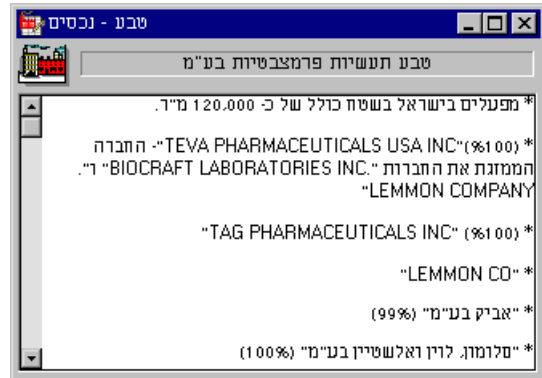 טבע - נכסים
טבע תעשיות פרמצבטיות בע"מ
* מפעלים בישראל בשטח כולל של כ- 120,000 מ"ר.
* (%100)"TEVA PHARMACEUTICALS USA INC"- החברה
הממזגת את החברות "BIOCRAFT LABORATORIES INC." ו".
LEMMON COMPANY"
* (%100) "TAG PHARMACEUTICALS INC"
* "LEMMON CO"
* "אביק בע"מ" (99%)
* "סלומון, לוין ואלשטיין בע"מ" (100%)